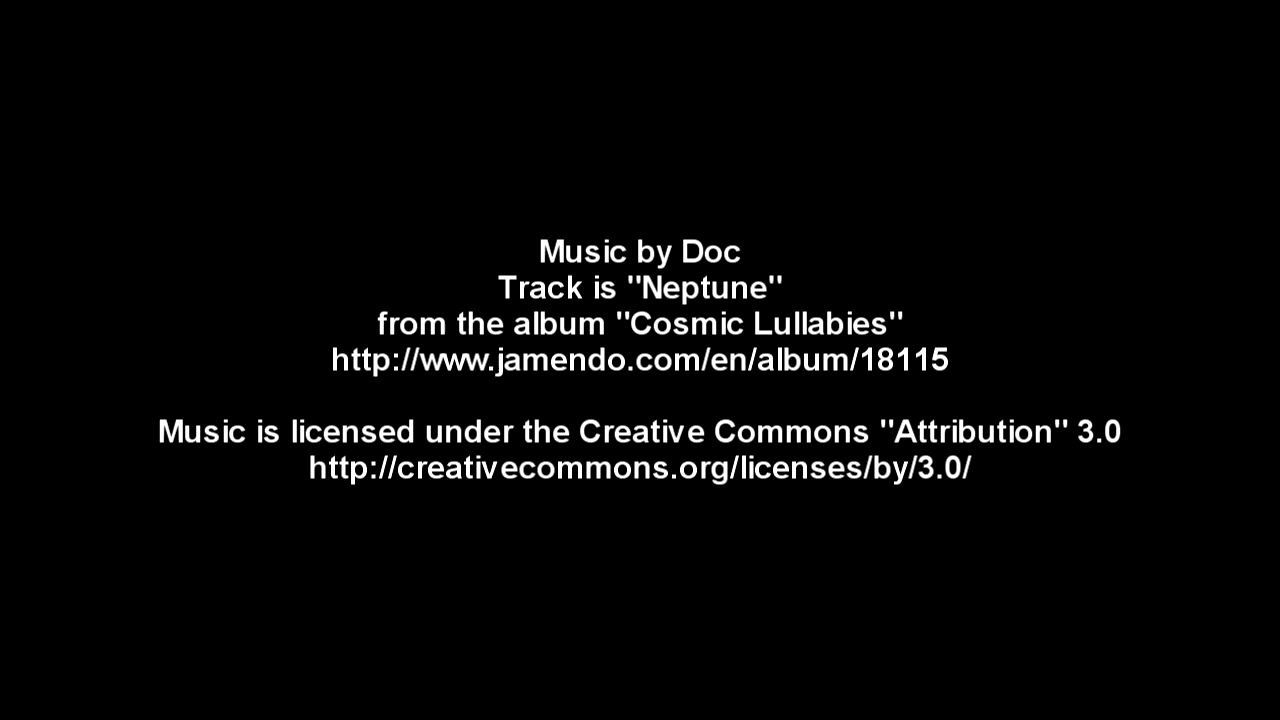 Music by Doc
Track is "Neptune"
from the album "Cosmic Lullabies"
http://www.jamendo.com/en/album/18115
Music is licensed under the Creative Commons "Attribution" 3.0
http://creativecommons.org/licenses/by/3.0/